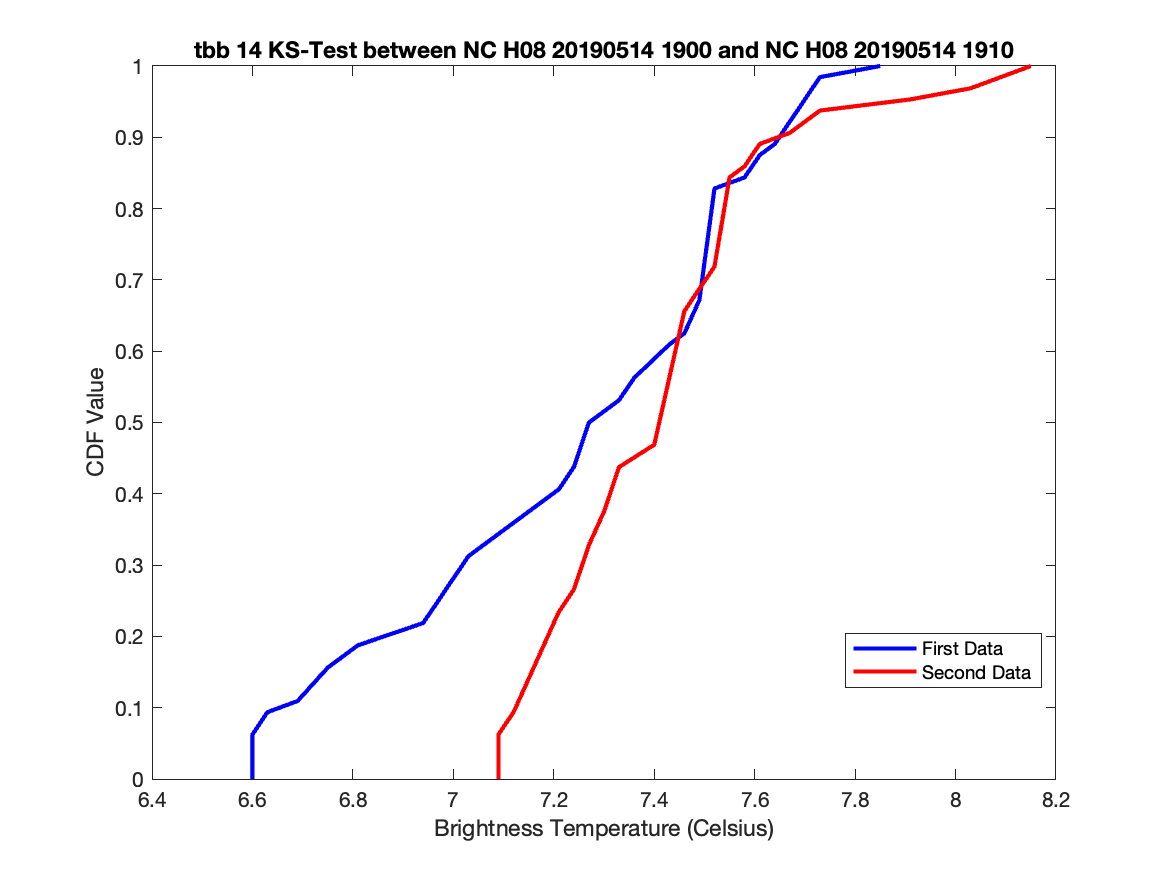 tbb 14 KS-Test between NC H08 20190514 1900 and NC H08 20190514 1910
1
0.9
0.8
0.7
0.6
0.5
0.4
0.3
0.2
0.1
0
CDF Value
First Data
Second Data
6.4 6.6 6.8 7 7.2 7.4 7.6 7.8 8 8.2
Brightness Temperature (Celsius)